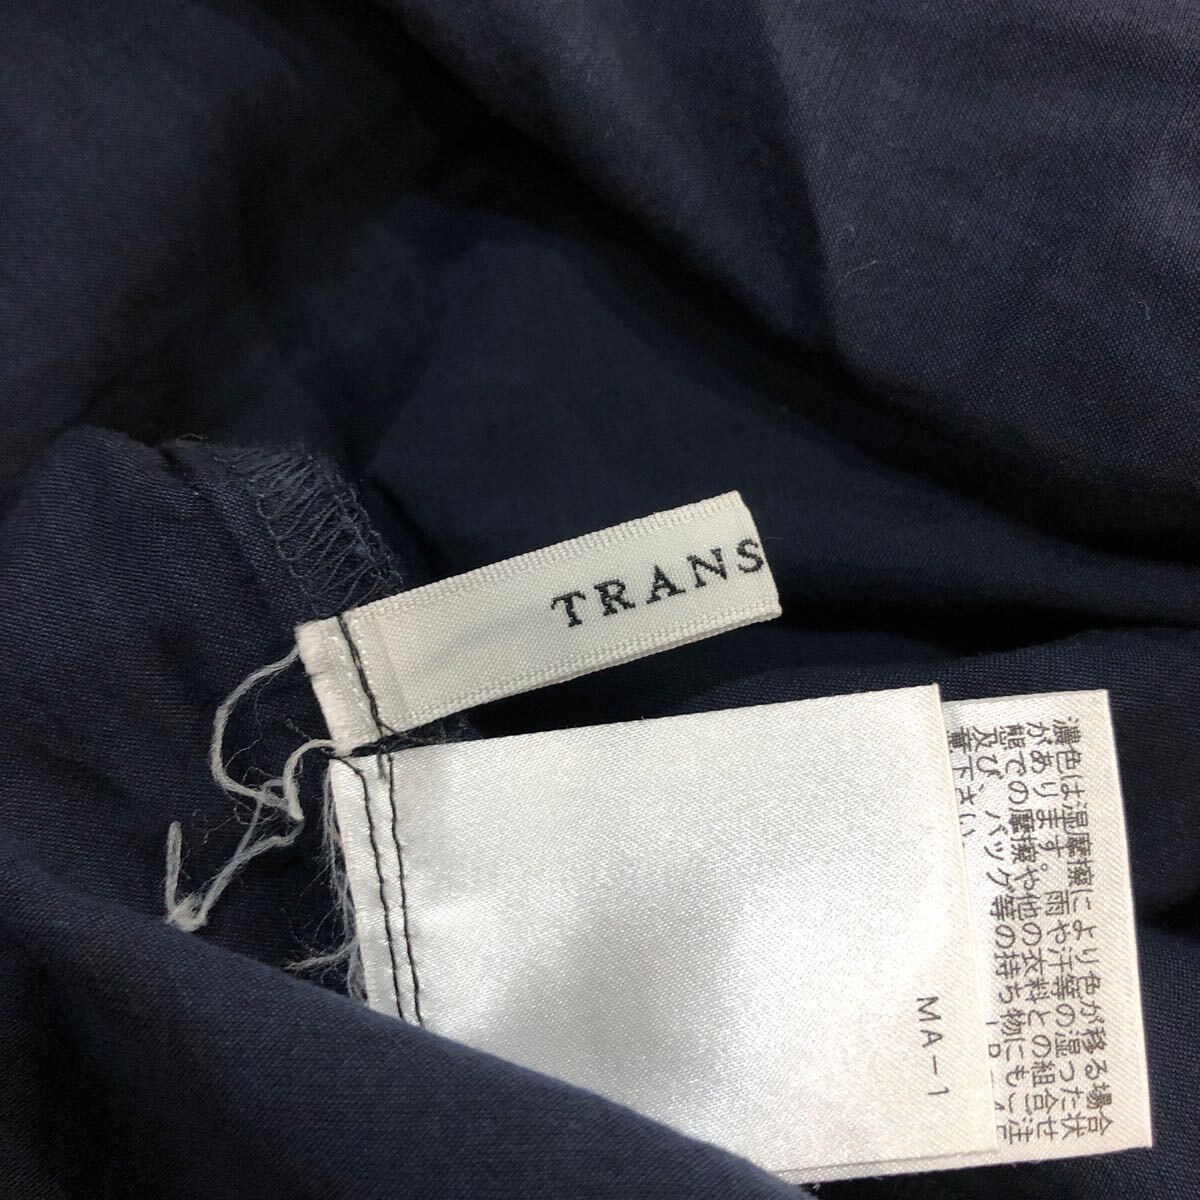 TRANS
MA-1
濃色は湿摩擦により色が移る場合
があります。雨や汗等の湿った状
態での摩擦や他の衣料との組合せ
及び、バッグ等の持ち物にもご注
意下さい